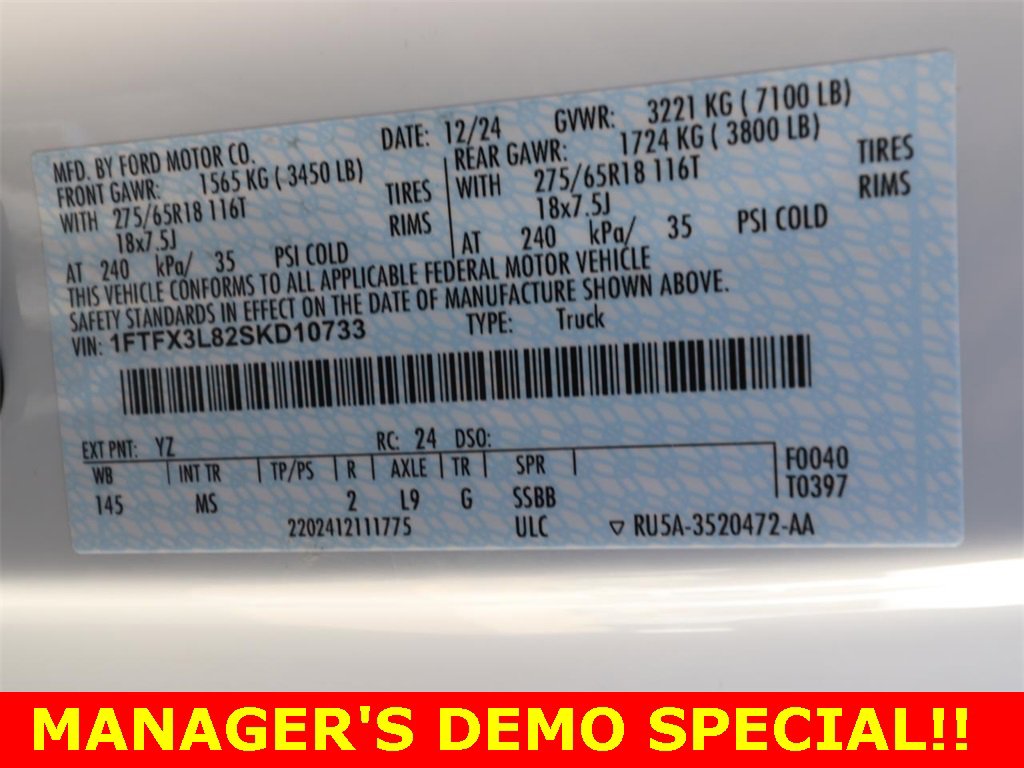 MFD. BY FORD MOTOR CO. DATE: 12/24 GVWR: 3221 KG ( 7100 LB)
FRONT GAWR: 1565 KG ( 3450 LB) REAR GAWR: 1724 KG ( 3800 LB)
WITH 275/65R18 116T TIRES WITH 275/65R18 116T TIRES
18x7.5J RIMS 18x7.5J RIMS
AT 240 kPa/ 35 PSI COLD AT 240 kPa/ 35 PSI COLD
THIS VEHICLE CONFORMS TO ALL APPLICABLE FEDERAL MOTOR VEHICLE
SAFETY STANDARDS IN EFFECT ON THE DATE OF MANUFACTURE SHOWN ABOVE.
VIN: 1FTFX3L82SKD10733 TYPE: Truck
EXT PNT: YZ RC: 24 DSO:
WB INT TR TP/PS R AXLE TR SPR F0040
145 MS 2 L9 G SSBB T0397
2202412111775 ULC ▽ RU5A-3520472-AA
MANAGER'S DEMO SPECIAL!!